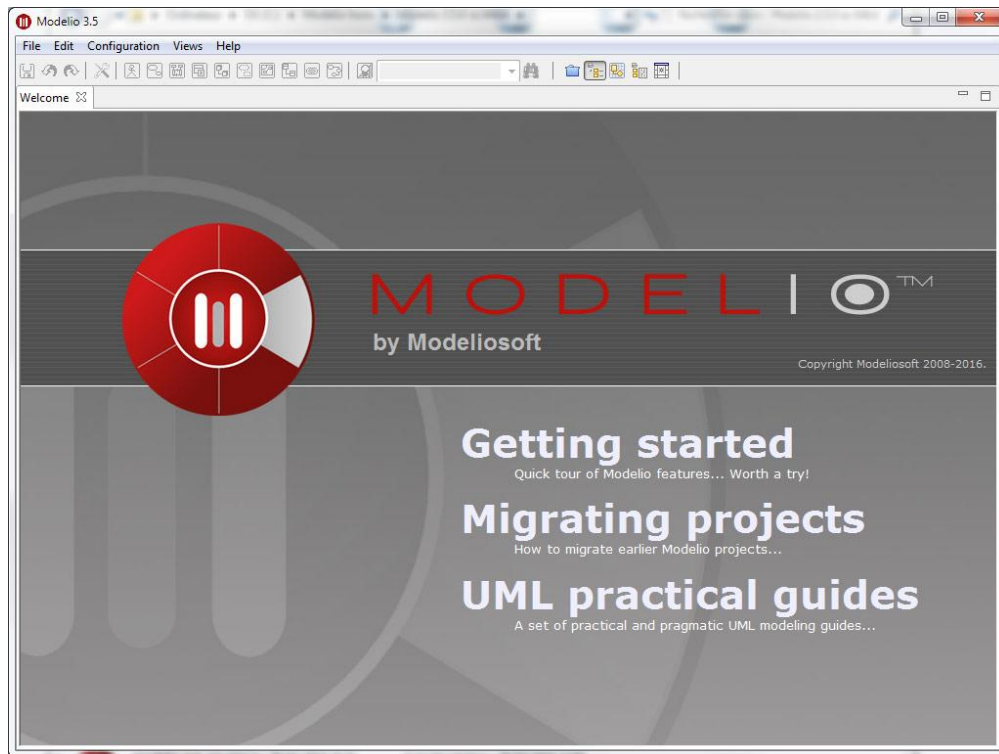 Modelio 3.5
File Edit Configuration Views Help
Welcome
MODELIO™
by Modeliosoft
Copyright Modeliosoft 2008-2016.
Getting started
Quick tour of Modelio features... Worth a try!
Migrating projects
How to migrate earlier Modelio projects...
UML practical guides
A set of practical and pragmatic UML modeling guides...